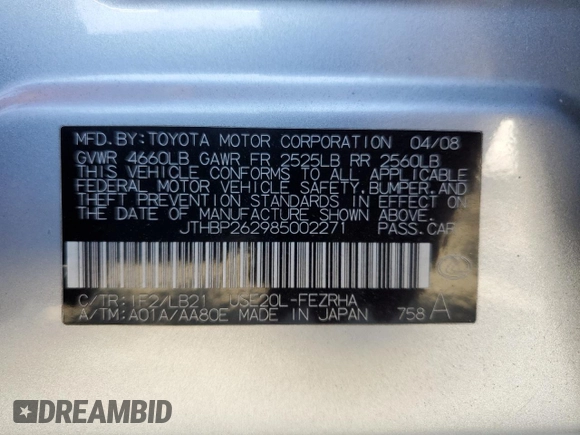 MFD. BY: TOYOTA MOTOR CORPORATION 04/08
GVWR 4660LB GAWR FR 2525LB RR 2560LB
THIS VEHICLE CONFORMS TO ALL APPLICABLE
FEDERAL MOTOR VEHICLE SAFETY, BUMPER, AND
THEFT PREVENTION STANDARDS IN EFFECT ON
THE DATE OF MANUFACTURE SHOWN ABOVE.
JTHBP262985002271 PASS. CAR
C/TR: 1F2/LB21 USE20L-FEZRHA
A/TM: A01A/AA80E MADE IN JAPAN 758 A
DREAMBID